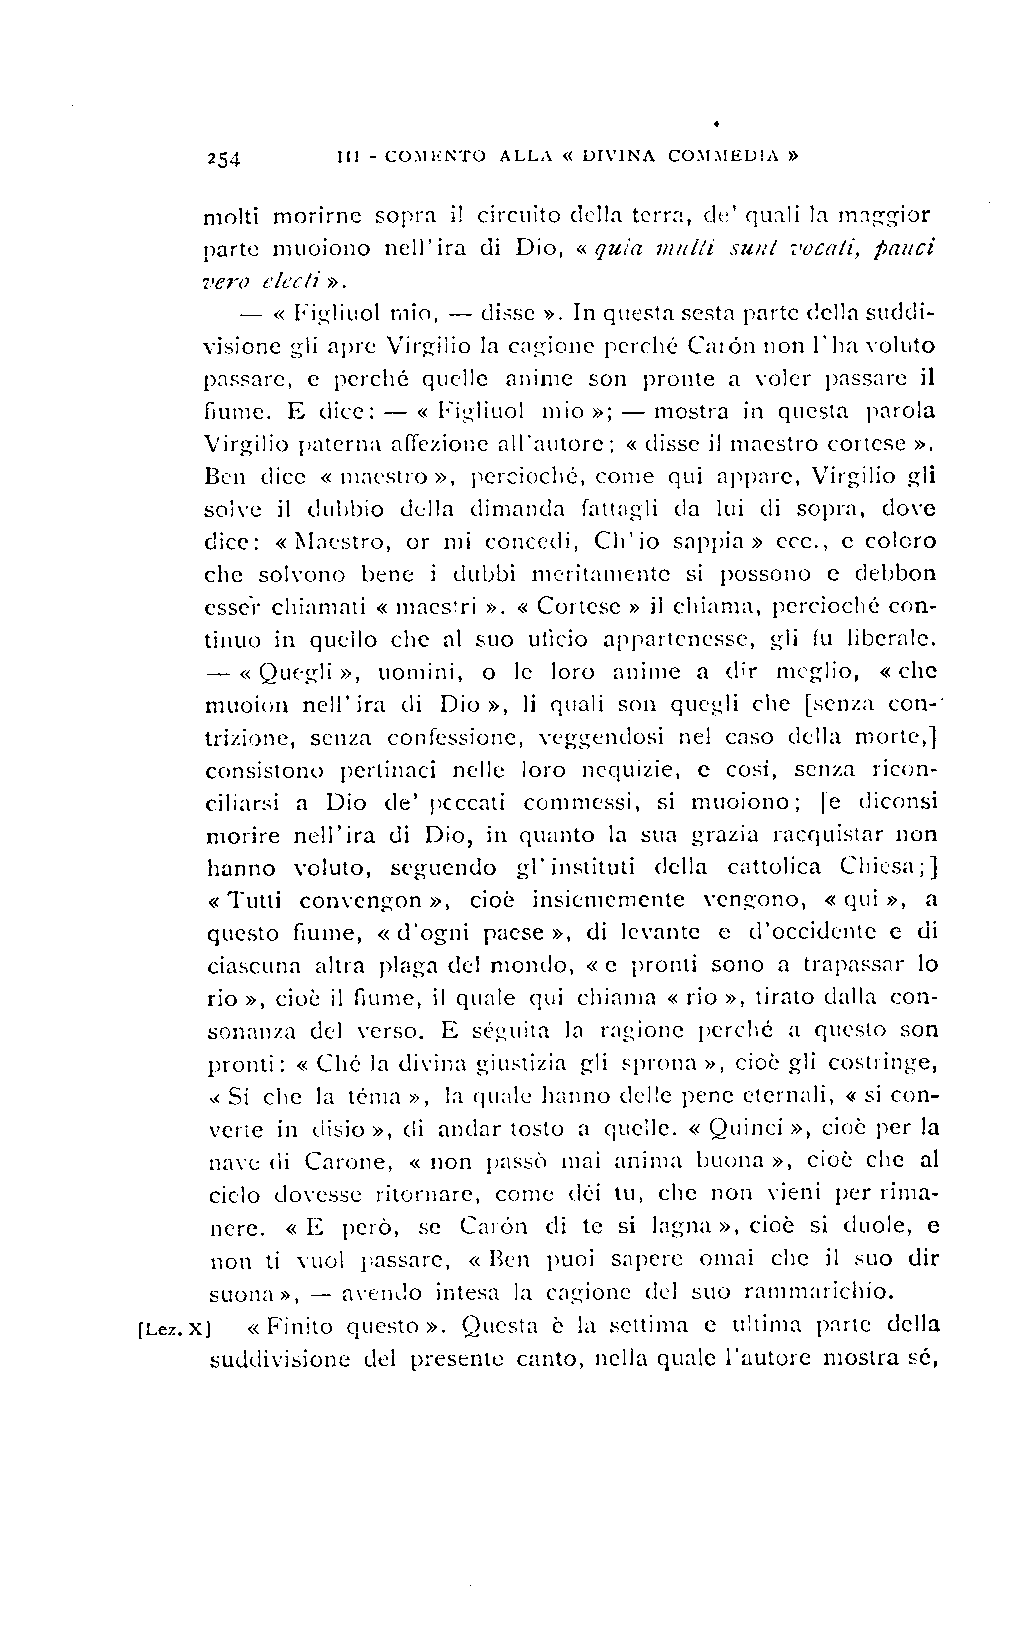 254 III - COMENTO ALLA « DIVINA COMMEDIA »
molti morirne sopra il circuito della terra, de' quali la maggior
parte muoiono nell'ira di Dio, « quia multi sunt vocati, pauci
vero electi ».
— « Figliuol mio, — disse ». In questa sesta parte della suddi-
visione gli apre Virgilio la cagione perché Carón non l'ha voluto
passare, e perché quelle anime son pronte a voler passare il
fiume. E dice: — « Figliuol mio »; — mostra in questa parola
Virgilio paterna affezione all'autore; « disse il maestro cortese ».
Ben dice « maestro », percioché, come qui appare, Virgilio gli
solve il dubbio della dimanda fattagli da lui di sopra, dove
dice: « Maestro, or mi concedi, Ch'io sappia » ecc., e coloro
che solvono bene i dubbi meritamente si possono e debbon
esser chiamati « maestri ». « Cortese » il chiama, percioché con-
tinuo in quello che al suo uficio appartenesse, gli fu liberale.
— « Quegli », uomini, o le loro anime a dir meglio, « che
muoion nell'ira di Dio », li quali son quegli che [senza con-
trizione, senza confessione, veggendosi nel caso della morte,]
consistono pertinaci nelle loro nequizie, e cosi, senza ricon-
ciliarsi a Dio de' peccati commessi, si muoiono; [e diconsi
morire nell'ira di Dio, in quanto la sua grazia racquistar non
hanno voluto, seguendo gl'instituti della cattolica Chiesa;]
« Tutti convengon », cioè insiememente vengono, « qui », a
questo fiume, « d'ogni paese », di levante e d'occidente e di
ciascuna altra plaga del mondo, « e pronti sono a trapassar lo
rio », cioè il fiume, il quale qui chiama « rio », tirato dalla con-
sonanza del verso. E séguita la ragione perché a questo son
pronti: « Ché la divina giustizia gli sprona », cioè gli costringe,
« Si che la téma », la quale hanno delle pene eternali, « si con-
verte in disio », di andar tosto a quelle. « Quinci », cioè per la
nave di Carone, « non passò mai anima buona », cioè che al
cielo dovesse ritornare, come déi tu, che non vieni per rima-
nere. « E però, se Carón di te si lagna », cioè si duole, e
non ti vuol passare, « Ben puoi sapere omai che il suo dir
suona », — avendo intesa la cagione del suo rammarichío.
[Lez. X] « Finito questo ». Questa è la settima e ultima parte della
suddivisione del presente canto, nella quale l'autore mostra sé,